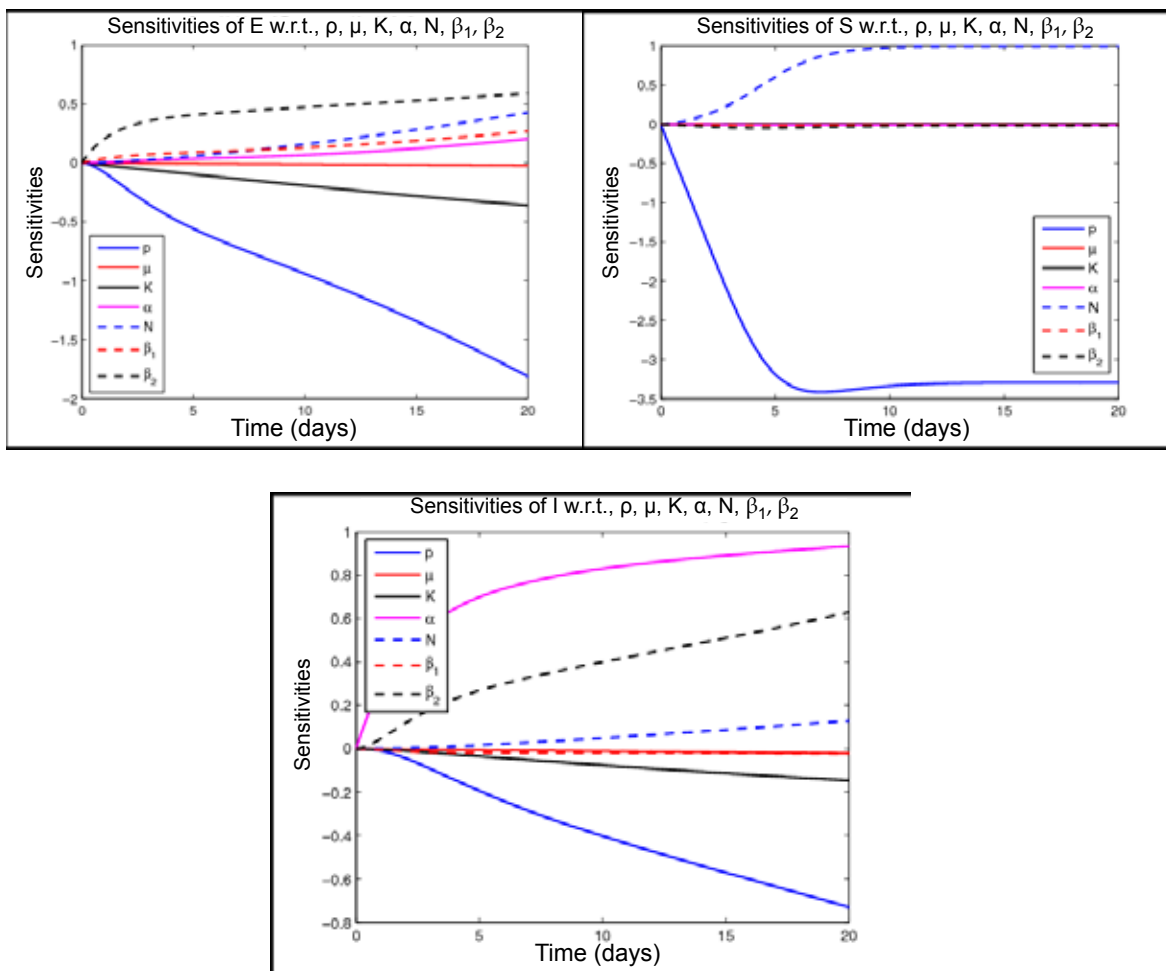 Sensitivities of E w.r.t., ρ, μ, K, α, N, β₁, β₂
1
0.5
0
−0.5
−1
−1.5
−2
Sensitivities
p
μ
K
α
N
β₁
β₂
0 5 10 15 20
Time (days)
Sensitivities of S w.r.t., ρ, μ, K, α, N, β₁, β₂
1
0.5
0
−0.5
−1
−1.5
−2
−2.5
−3
−3.5
Sensitivities
p
μ
K
α
N
β₁
β₂
0 5 10 15 20
Time (days)
Sensitivities of I w.r.t., ρ, μ, K, α, N, β₁, β₂
1
0.8
0.6
0.4
0.2
0
−0.2
−0.4
−0.6
−0.8
Sensitivities
p
μ
K
α
N
β₁
β₂
0 5 10 15 20
Time (days)